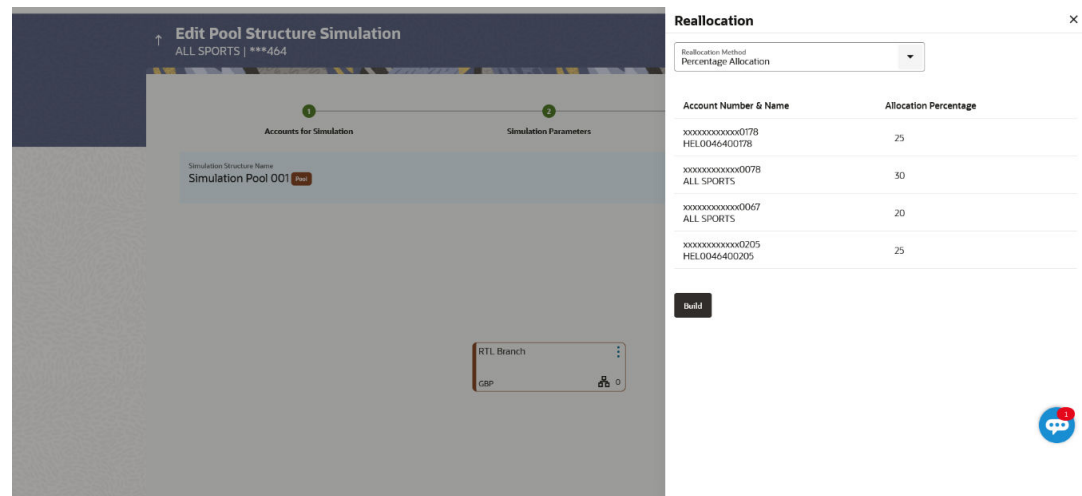 Edit Pool Structure Simulation
ALL SPORTS | ***464
1
2
Accounts for Simulation
Simulation Parameters
Simulation Structure Name
Simulation Pool 001 Pool
RTL Branch
GBP
0
Reallocation
Reallocation Method
Percentage Allocation
Account Number & Name
Allocation Percentage
xxxxxxxxxxxx0178
HEL0046400178
25
xxxxxxxxxxxx0078
ALL SPORTS
30
xxxxxxxxxxxx0067
ALL SPORTS
20
xxxxxxxxxxxx0205
HEL0046400205
25
Build
1